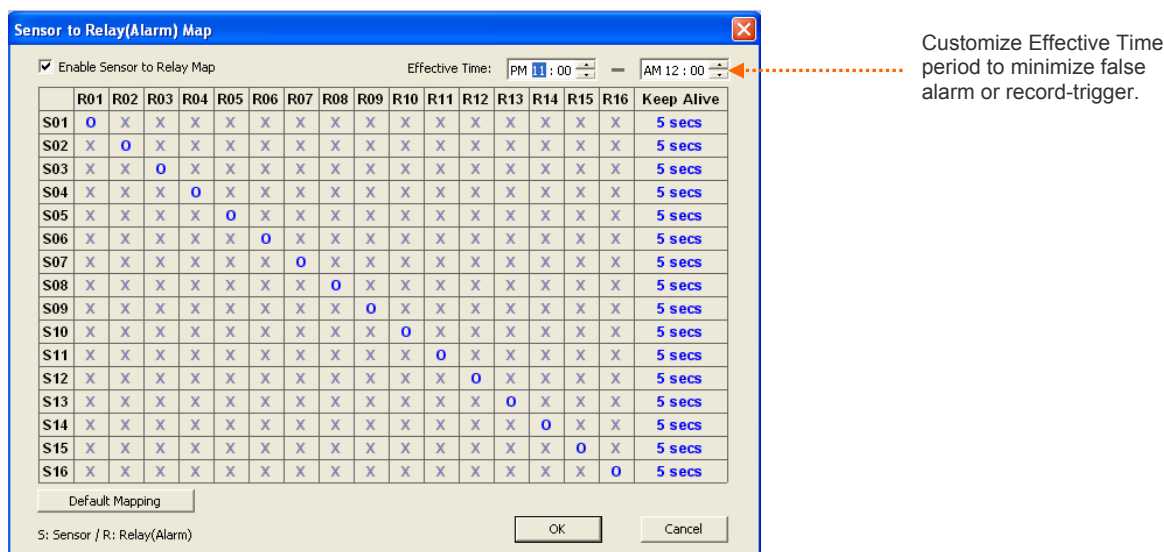 Sensor to Relay(Alarm) Map
Enable Sensor to Relay Map Effective Time: PM 11 : 00 — AM 12 : 00
Customize Effective Time
period to minimize false
alarm or record-trigger.
R01 R02 R03 R04 R05 R06 R07 R08 R09 R10 R11 R12 R13 R14 R15 R16 Keep Alive
S01 O X X X X X X X X X X X X X X X 5 secs
S02 X O X X X X X X X X X X X X X X 5 secs
S03 X X O X X X X X X X X X X X X X 5 secs
S04 X X X O X X X X X X X X X X X X 5 secs
S05 X X X X O X X X X X X X X X X X 5 secs
S06 X X X X X O X X X X X X X X X X 5 secs
S07 X X X X X X O X X X X X X X X X 5 secs
S08 X X X X X X X O X X X X X X X X 5 secs
S09 X X X X X X X X O X X X X X X X 5 secs
S10 X X X X X X X X X O X X X X X X 5 secs
S11 X X X X X X X X X X O X X X X X 5 secs
S12 X X X X X X X X X X X O X X X X 5 secs
S13 X X X X X X X X X X X X O X X X 5 secs
S14 X X X X X X X X X X X X X O X X 5 secs
S15 X X X X X X X X X X X X X X O X 5 secs
S16 X X X X X X X X X X X X X X X O 5 secs
Default Mapping
S: Sensor / R: Relay(Alarm) OK Cancel